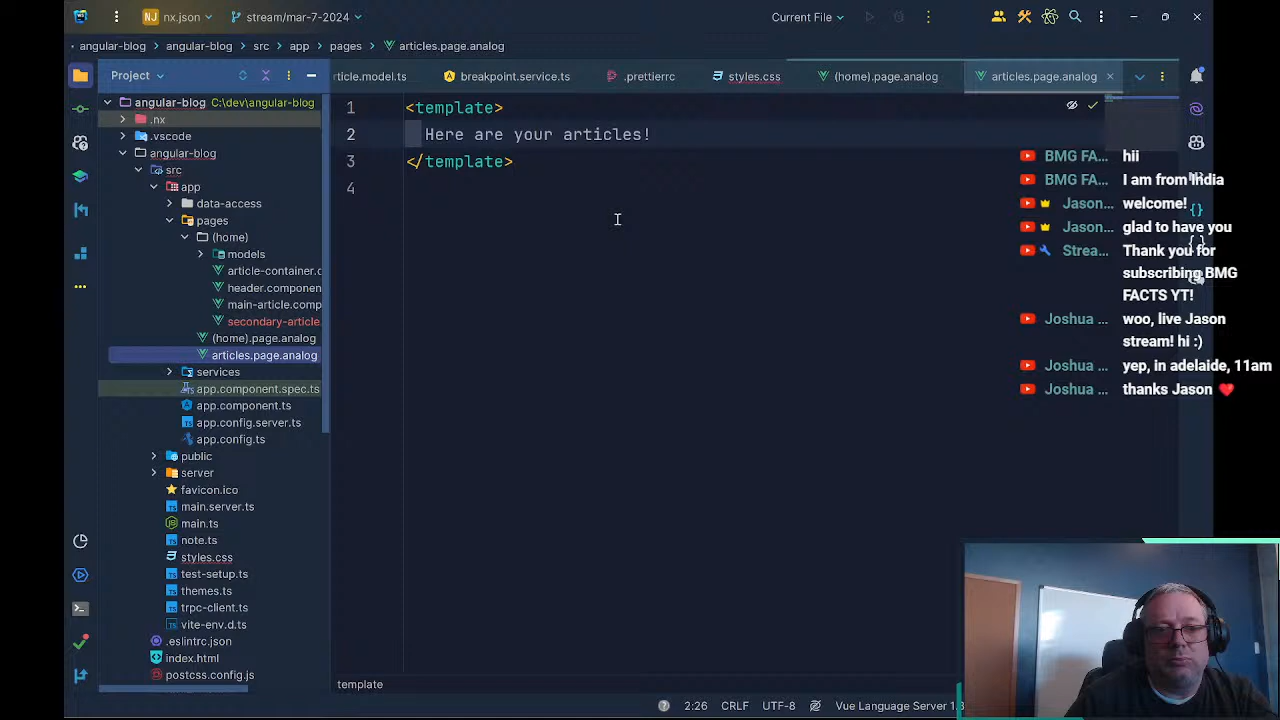 nx.json
stream/mar-7-2024
Current File
angular-blog
angular-blog
src
app
pages
articles.page.analog
Project
rticle.model.ts
breakpoint.service.ts
.prettierrc
styles.css
(home).page.analog
articles.page.analog
angular-blog C:\dev\angular-blog
.nx
.vscode
angular-blog
src
app
data-access
pages
(home)
models
article-container.c
header.componen
main-article.comp
secondary-article
(home).page.analog
articles.page.analog
services
app.component.spec.ts
app.component.ts
app.config.server.ts
app.config.ts
public
server
favicon.ico
main.server.ts
main.ts
note.ts
styles.css
test-setup.ts
themes.ts
trpc-client.ts
vite-env.d.ts
.eslintrc.json
index.html
postcss.config.js
1 <template>
2 Here are your articles!
3 </template>
4
BMG FA... hii
BMG FA... I am from India
Jason... welcome!
Jason... glad to have you
Strea... Thank you for
subscribing BMG
FACTS YT!
Joshua ... woo, live Jason
stream! hi :)
Joshua ... yep, in adelaide, 11am
Joshua ... thanks Jason ❤️
template
2:26
CRLF
UTF-8
Vue Language Server 1.8